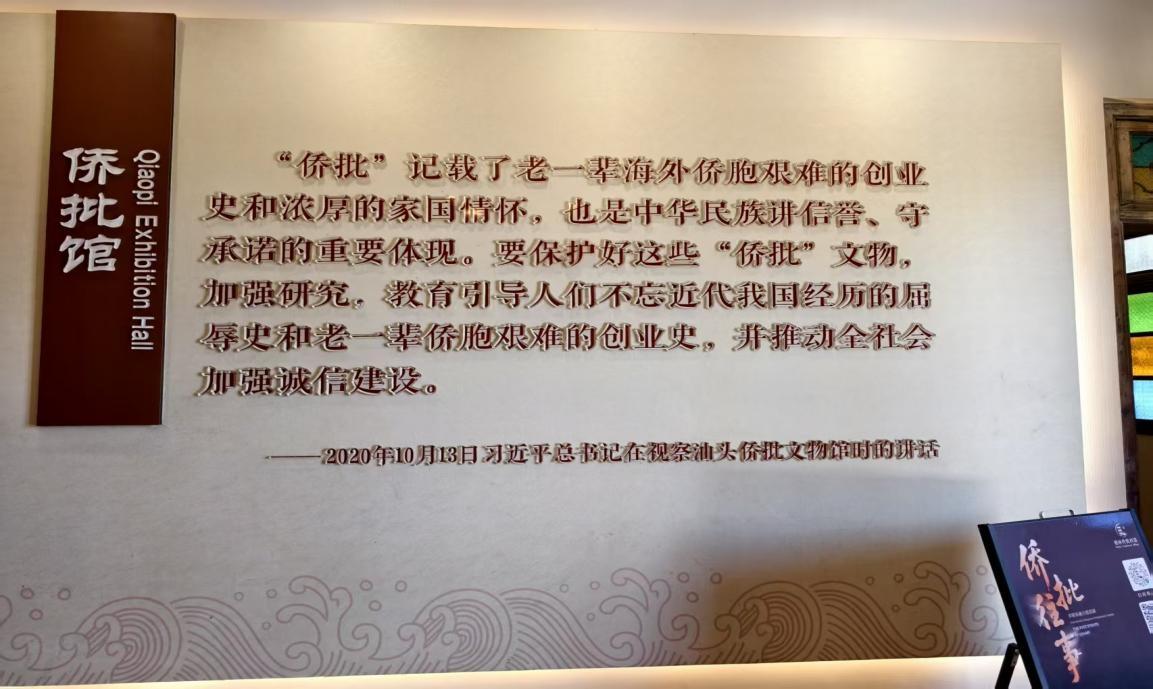 侨批馆
Qiaopi Exhibition Hall
“侨批”记载了老一辈海外侨胞艰难的创业
史和浓厚的家国情怀，也是中华民族讲信誉、守
承诺的重要体现。要保护好这些“侨批”文物，
加强研究，教育引导人们不忘近代我国经历的屈
辱史和老一辈侨胞艰难的创业史，并推动全社会
加强诚信建设。
——2020年10月13日习近平总书记在视察汕头侨批文物馆时的讲话
侨批往事